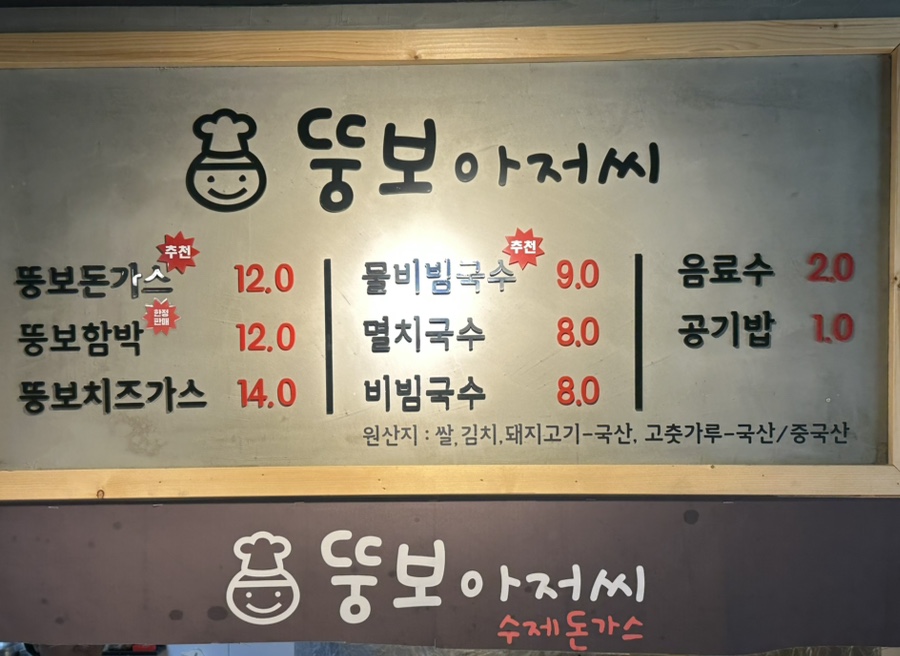 뚱보아저씨
추천
뚱보돈가스 12.0
한정
판매
뚱보함박 12.0
뚱보치즈가스 14.0
추천
물비빔국수 9.0
멸치국수 8.0
비빔국수 8.0
음료수 2.0
공기밥 1.0
원산지 : 쌀,김치,돼지고기-국산, 고춧가루-국산/중국산
뚱보아저씨
수제돈가스